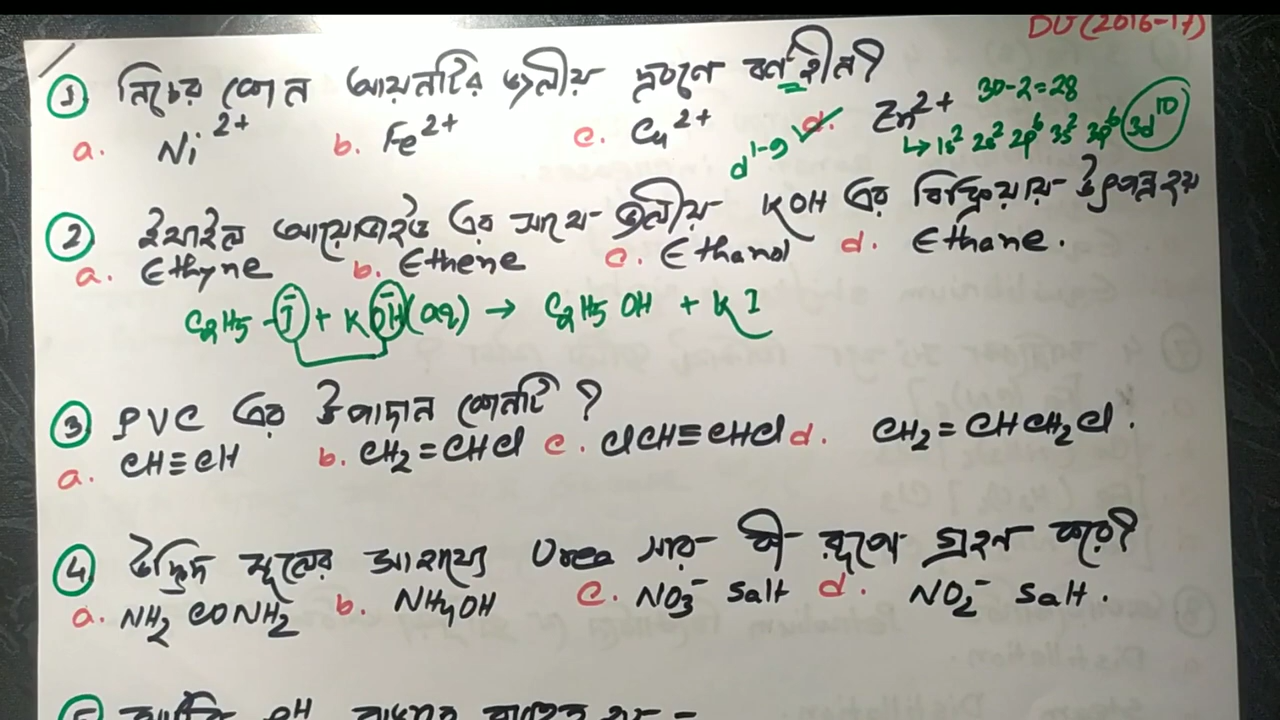 DU (2016-17)
① নিচের কোন আয়নটির জলীয় দ্রবণ বর্ণহীন?
a. Ni²⁺ b. Fe²⁺ c. Cu²⁺ d. Zn²⁺ 30-2=28
d¹⁻⁹ ↳ 1s² 2s² 2p⁶ 3s² 3p⁶ 3d¹⁰
② ইথাইল আয়োডাইড এর সাথে জলীয় KOH এর বিক্রিয়ায় উৎপন্ন হয়
a. Ethyne b. Ethene c. Ethanol d. Ethane.
C₂H₅-I + KOH(aq) → C₂H₅OH + KI
③ PVC এর উপাদান কোনটি?
a. CH≡CH b. CH₂=CHCl c. ClCH≡CHCl d. CH₂=CHCH₂Cl.
④ উদ্ভিদ মূলের সাহায্যে Urea সার কী রূপে গ্রহণ করে?
a. NH₂CONH₂ b. NH₄OH c. NO₃⁻ Salt d. NO₂⁻ Salt.
⑤ pH